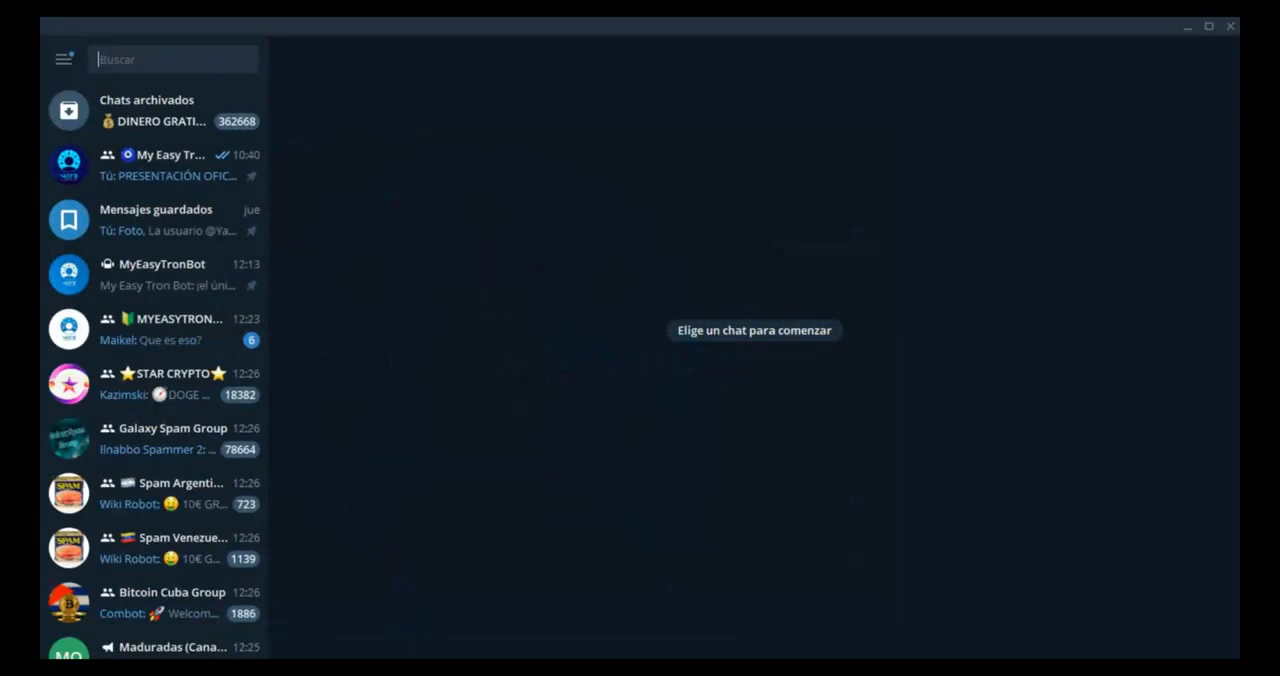 Buscar
Chats archivados
💰 DINERO GRATI... 362668
My Easy Tr... 10:40
Tú: PRESENTACIÓN OFIC...
Mensajes guardados jue
Tú: Foto, La usuario @Ya...
MyEasyTronBot 12:13
My Easy Tron Bot: ¡el úni...
🔰 MYEASYTRON... 12:23
Maikel: Que es eso? 6
⭐STAR CRYPTO⭐ 12:26
Kazimski: 🧭DOGE ... 18382
Galaxy Spam Group 12:26
Ilnabbo Spammer 2: ... 78664
🇦🇷 Spam Argenti... 12:26
Wiki Robot: 🤑 10€ GR... 723
🇻🇪 Spam Venezue... 12:26
Wiki Robot: 🤑 10€ G... 1139
Bitcoin Cuba Group 12:26
Combot: 🚀 Welcom... 1886
Maduradas (Cana... 12:25
MO
Elige un chat para comenzar
SPAM
SPAM